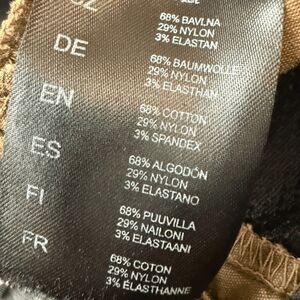 CZ
68% BAVLNA
29% NYLON
3% ELASTAN
DE
68% BAUMWOLLE
29% NYLON
3% ELASTHAN
EN
68% COTTON
29% NYLON
3% SPANDEX
ES
68% ALGODÓN
29% NYLON
3% ELASTANO
FI
68% PUUVILLA
29% NAILONI
3% ELASTAANI
FR
68% COTON
29% NYLON
3% ELASTHANNE